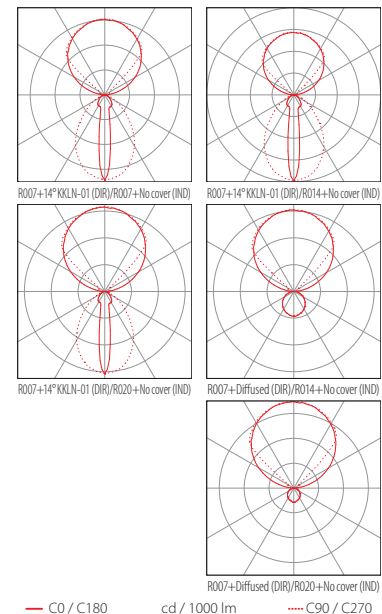 R007+14° KKLN-01 (DIR)/R007+No cover (IND)
R007+14° KKLN-01 (DIR)/R014+No cover (IND)
R007+14° KKLN-01 (DIR)/R020+No cover (IND)
R007+Diffused (DIR)/R014+No cover (IND)
R007+Diffused (DIR)/R020+No cover (IND)
C0 / C180 cd / 1000 lm C90 / C270